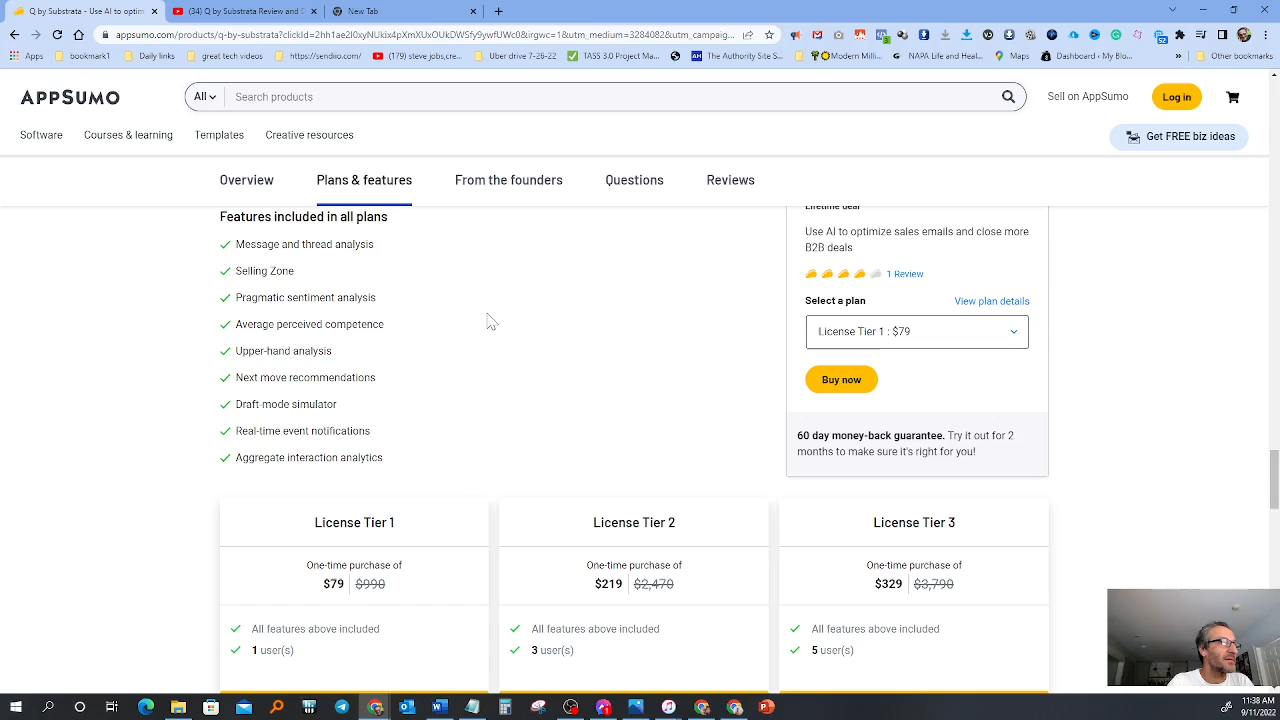 Q by Substrata - Use AI to optim
(34) Q by Substrata Review and D
New Tab
appsumo.com/products/q-by-substrata?clickId=2hh1ae2I0xyNUkix4pXmXUxOUkDWSfy9ywfUWc0&irgwc=1&utm_medium=3284082&utm_campaig...
Apps
bookmark1
Daily links
great tech videos
https://sendiio.com/
(179) steve jobs,mile...
Uber drive 7-26-22
TASS 3.0 Project Ma...
The Authority Site S...
NAPA Life and Heal...
Maps
Dashboard ‹ My Blo...
»
Other bookmarks
APPSUMO
All
Search products
Sell on AppSumo
Log in
Software
Courses & learning
Templates
Creative resources
Get FREE biz ideas
Overview
Plans & features
From the founders
Questions
Reviews
Features included in all plans
Message and thread analysis
Selling Zone
Pragmatic sentiment analysis
Average perceived competence
Upper-hand analysis
Next move recommendations
Draft-mode simulator
Real-time event notifications
Aggregate interaction analytics
Lifetime deal
Use AI to optimize sales emails and close more
B2B deals
1 Review
Select a plan
View plan details
License Tier 1 : $79
Buy now
60 day money-back guarantee. Try it out for 2
months to make sure it's right for you!
License Tier 1
One-time purchase of
$79 $990
All features above included
1 user(s)
License Tier 2
One-time purchase of
$219 $2,470
All features above included
3 user(s)
License Tier 3
One-time purchase of
$329 $3,790
All features above included
5 user(s)
11:38 AM
9/11/2022